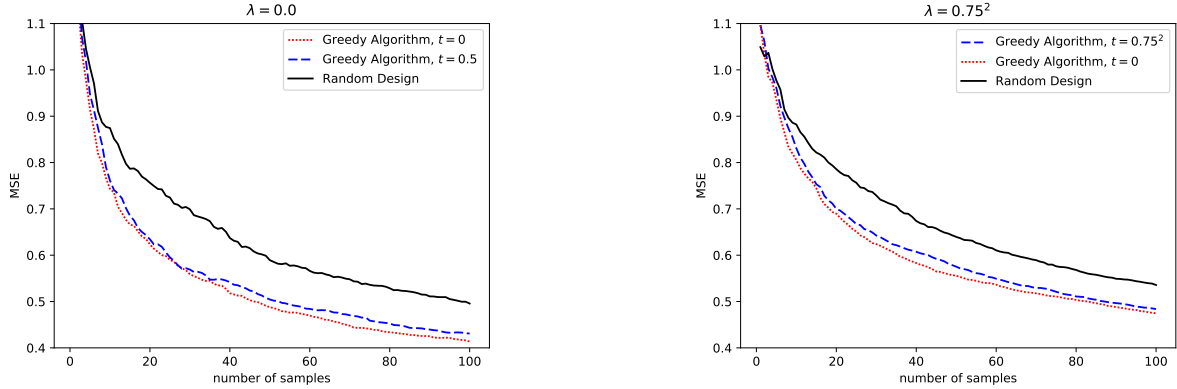 λ = 0.0
MSE
1.1
1.0
0.9
0.8
0.7
0.6
0.5
0.4
0
20
40
60
80
100
number of samples
Greedy Algorithm, t = 0
Greedy Algorithm, t = 0.5
Random Design
λ = 0.75²
MSE
1.1
1.0
0.9
0.8
0.7
0.6
0.5
0.4
0
20
40
60
80
100
number of samples
Greedy Algorithm, t = 0.75²
Greedy Algorithm, t = 0
Random Design